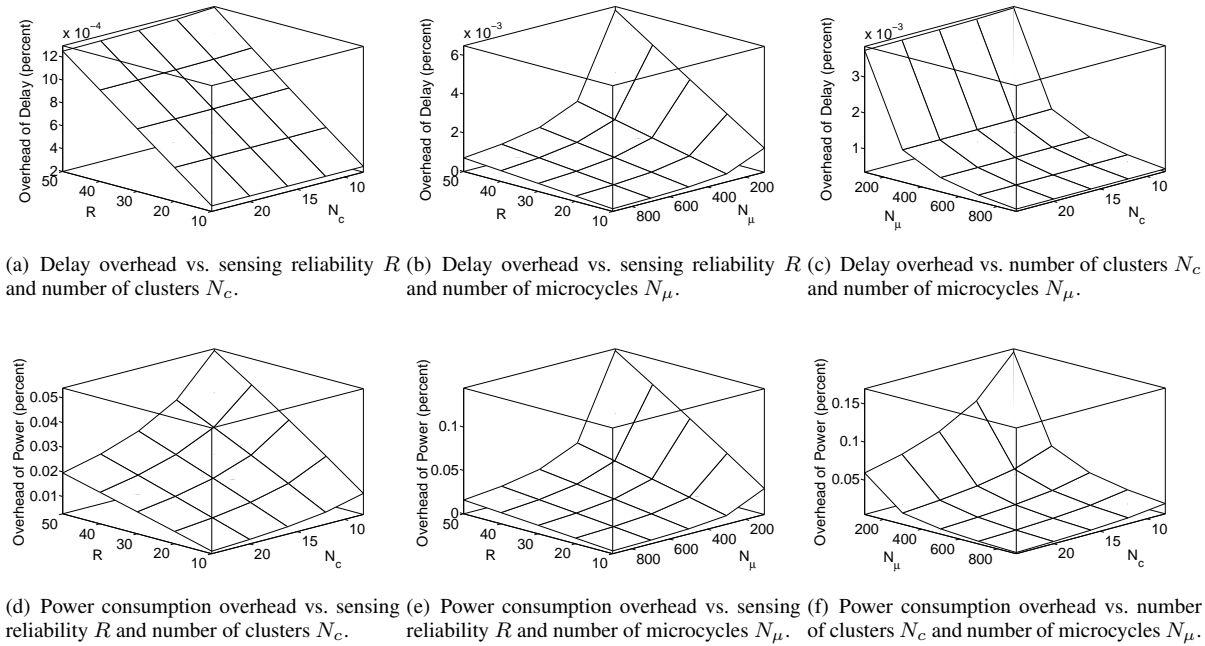 x 10⁻⁴
Overhead of Delay (percent)
12
10
8
6
4
2
50
40
30
20
10
R
20
15
10
N_c
x 10⁻³
Overhead of Delay (percent)
6
4
2
0
50
40
30
20
10
R
800
600
400
200
N_μ
x 10⁻³
Overhead of Delay (percent)
3
2
1
200
400
600
800
N_μ
20
15
10
N_c
(a) Delay overhead vs. sensing reliability R
and number of clusters N_c.
(b) Delay overhead vs. sensing reliability R
and number of microcycles N_μ.
(c) Delay overhead vs. number of clusters N_c
and number of microcycles N_μ.
Overhead of Power (percent)
0.05
0.04
0.03
0.02
0.01
50
40
30
20
10
R
20
15
10
N_c
Overhead of Power (percent)
0.1
0.05
0
50
40
30
20
10
R
800
600
400
200
N_μ
Overhead of Power (percent)
0.15
0.1
0.05
200
400
600
800
N_μ
20
15
10
N_c
(d) Power consumption overhead vs. sensing
reliability R and number of clusters N_c.
(e) Power consumption overhead vs. sensing
reliability R and number of microcycles N_μ.
(f) Power consumption overhead vs. number
of clusters N_c and number of microcycles N_μ.